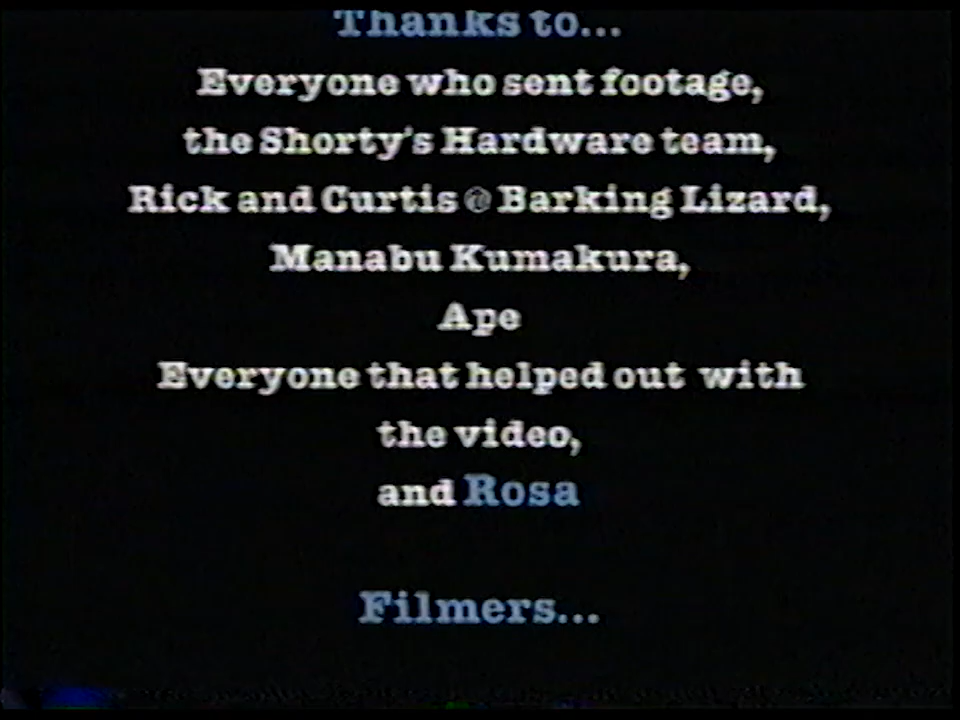 Thanks to...
Everyone who sent footage,
the Shorty's Hardware team,
Rick and Curtis @ Barking Lizard,
Manabu Kumakura,
Ape
Everyone that helped out with
the video,
and Rosa
Filmers...